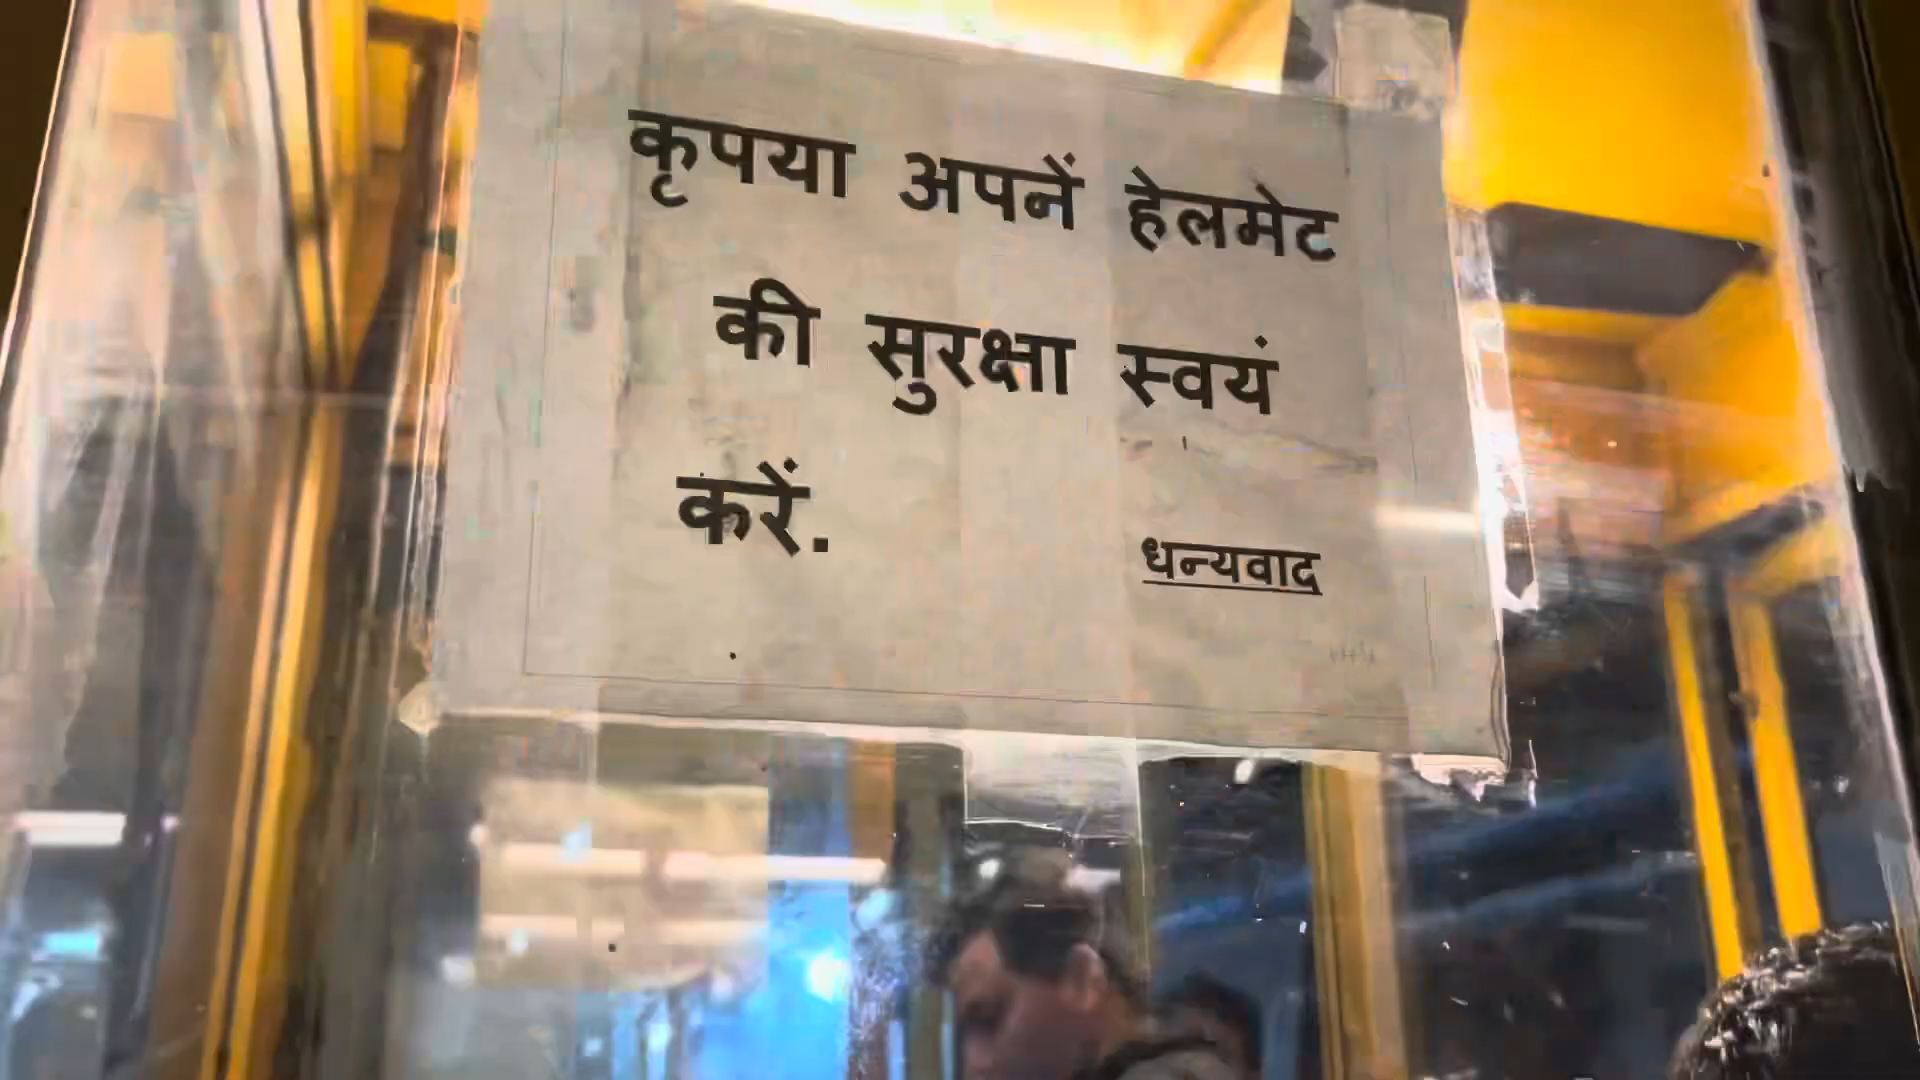 कृपया अपनें हेलमेट
की सुरक्षा स्वयं
करें.
धन्यवाद